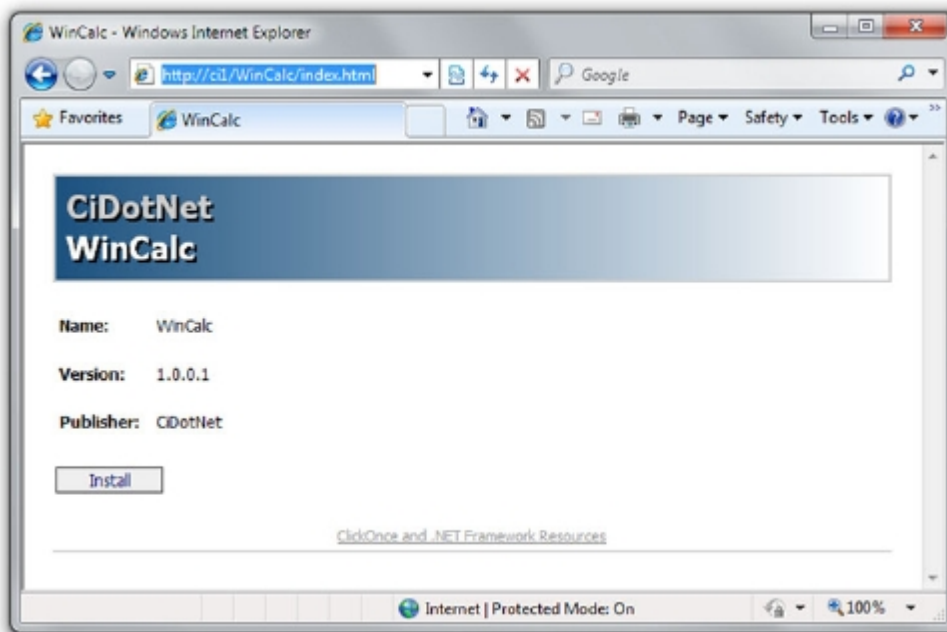 WinCalc - Windows Internet Explorer
http://ci1/WinCalc/index.html
Google
Favorites
WinCalc
Page
Safety
Tools
CiDotNet
WinCalc
Name: WinCalc
Version: 1.0.0.1
Publisher: CiDotNet
Install
ClickOnce and .NET Framework Resources
Internet | Protected Mode: On
100%